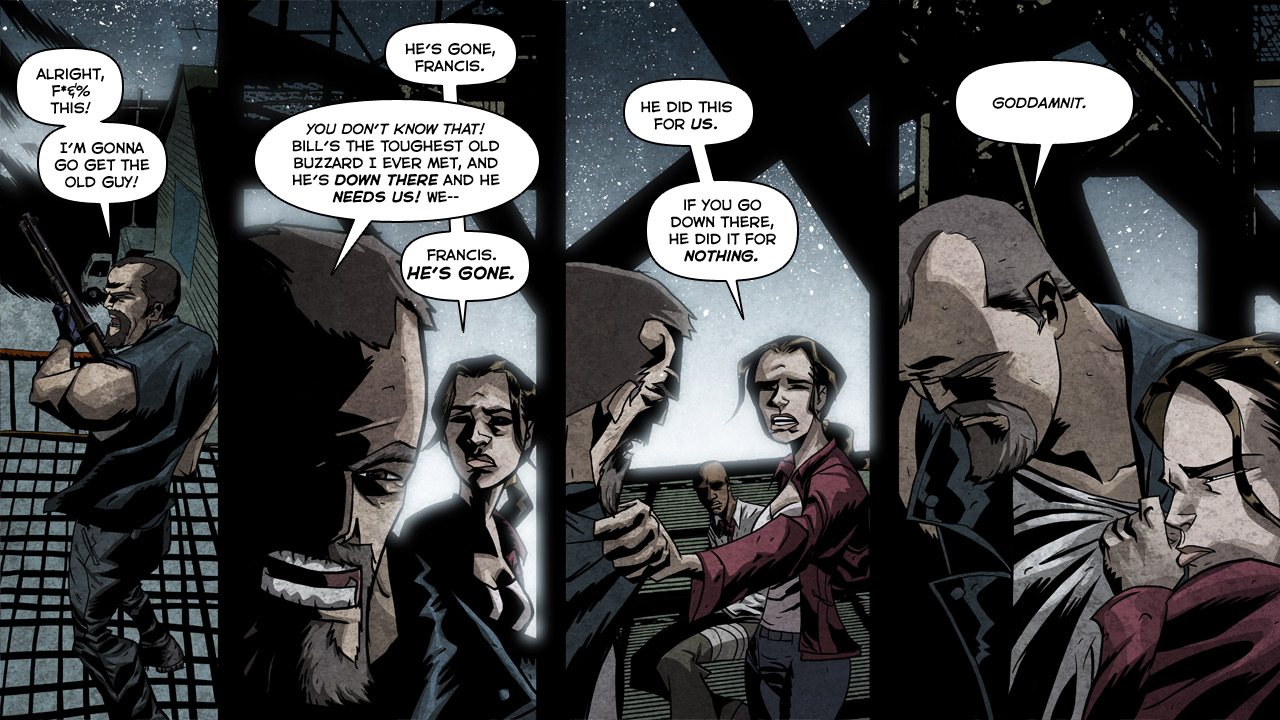 ALRIGHT,
F*&%
THIS!
I'M GONNA
GO GET THE
OLD GUY!
HE'S GONE,
FRANCIS.
YOU DON'T KNOW THAT!
BILL'S THE TOUGHEST OLD
BUZZARD I EVER MET, AND
HE'S DOWN THERE AND HE
NEEDS US! WE--
FRANCIS.
HE'S GONE.
HE DID THIS
FOR US.
IF YOU GO
DOWN THERE,
HE DID IT FOR
NOTHING.
GODDAMNIT.